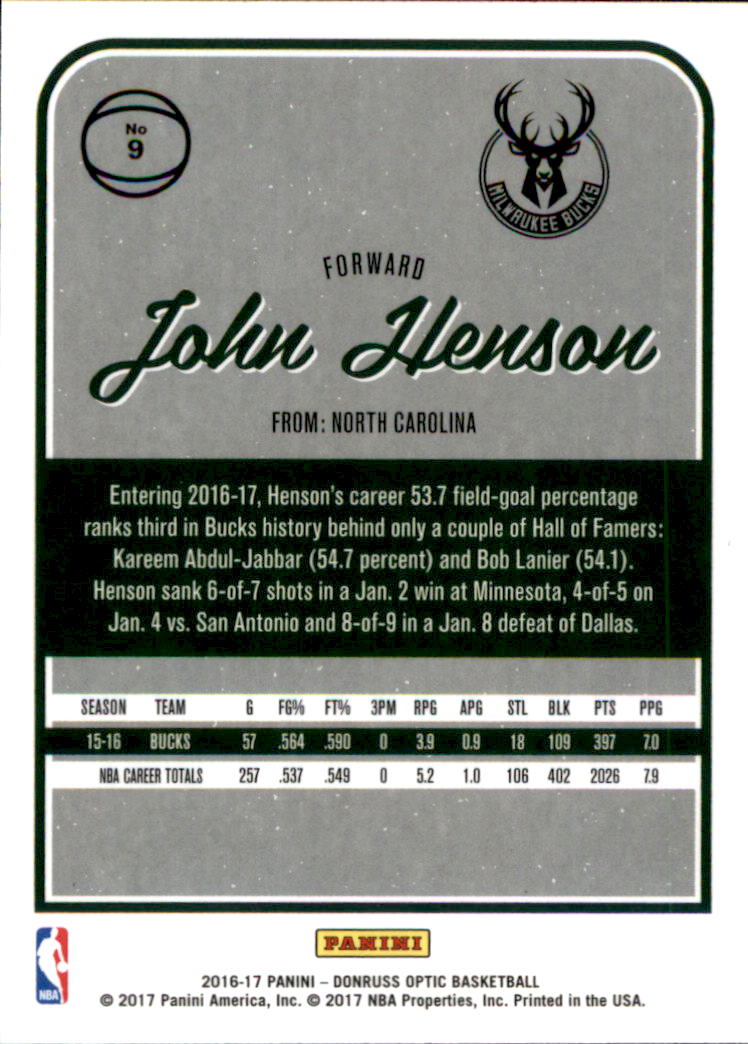 No
9
MILWAUKEE BUCKS
FORWARD
John Henson
FROM: NORTH CAROLINA
Entering 2016-17, Henson's career 53.7 field-goal percentage
ranks third in Bucks history behind only a couple of Hall of Famers:
Kareem Abdul-Jabbar (54.7 percent) and Bob Lanier (54.1).
Henson sank 6-of-7 shots in a Jan. 2 win at Minnesota, 4-of-5 on
Jan. 4 vs. San Antonio and 8-of-9 in a Jan. 8 defeat of Dallas.
SEASON TEAM G FG% FT% 3PM RPG APG STL BLK PTS PPG
15-16 BUCKS 57 .564 .590 0 3.9 0.9 18 109 397 7.0
NBA CAREER TOTALS 257 .537 .549 0 5.2 1.0 106 402 2026 7.9
PANINI
NBA
2016-17 PANINI – DONRUSS OPTIC BASKETBALL
© 2017 Panini America, Inc. © 2017 NBA Properties, Inc. Printed in the USA.